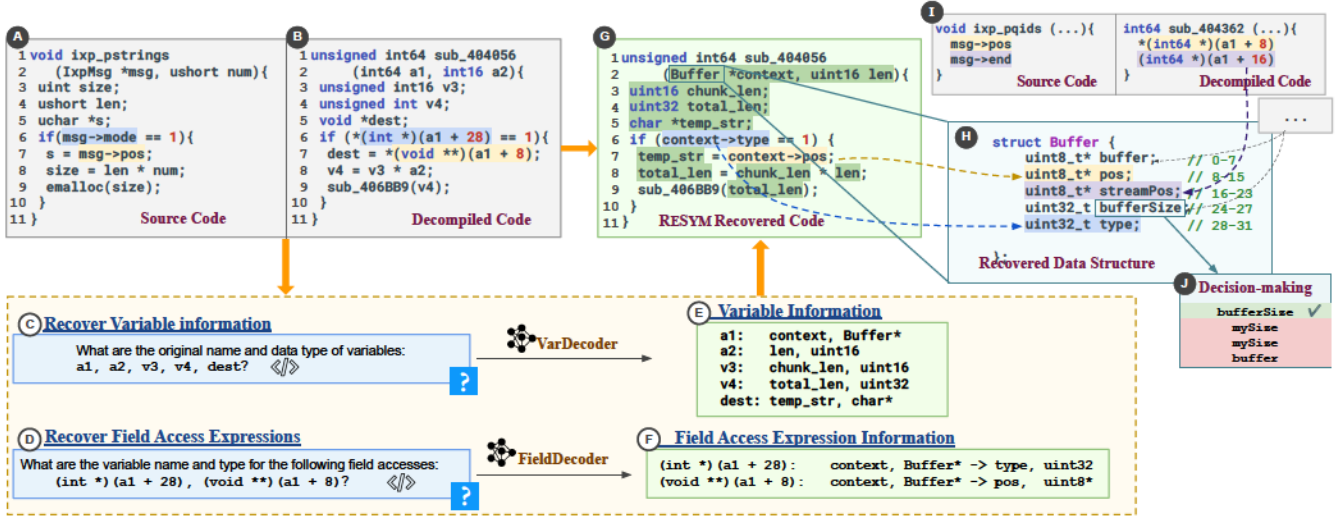 A
1 void ixp_pstrings
2 (IxpMsg *msg, ushort num){
3 uint size;
4 ushort len;
5 uchar *s;
6 if(msg->mode == 1){
7 s = msg->pos;
8 size = len * num;
9 emalloc(size);
10 }
11 }
Source Code
B
1 unsigned int64 sub_404056
2 (int64 a1, int16 a2){
3 unsigned int16 v3;
4 unsigned int v4;
5 void *dest;
6 if (*(int *)(a1 + 28) == 1){
7 dest = *(void **)(a1 + 8);
8 v4 = v3 * a2;
9 sub_406BB9(v4);
10 }
11 }
Decompiled Code
G
1 unsigned int64 sub_404056
2 (Buffer *context, uint16 len){
3 uint16 chunk_len;
4 uint32 total_len;
5 char *temp_str;
6 if (context->type == 1) {
7 temp_str = context->pos;
8 total_len = chunk_len * len;
9 sub_406BB9(total_len);
10 }
11 }
RESYM Recovered Code
I
void ixp_pqids (...){
msg->pos
msg->end
}
Source Code
int64 sub_404362 (...){
*(int64 *)(a1 + 8)
(int64 *)(a1 + 16)
}
Decompiled Code
...
H
struct Buffer {
uint8_t* buffer; // 0-7
uint8_t* pos; // 8-15
uint8_t* streamPos; // 16-23
uint32_t bufferSize; // 24-27
uint32_t type; // 28-31
};
Recovered Data Structure
J
Decision-making
bufferSize ✓
mySize
mySize
buffer
C
Recover Variable information
What are the original name and data type of variables:
a1, a2, v3, v4, dest? </>
?
VarDecoder
E
Variable Information
a1: context, Buffer*
a2: len, uint16
v3: chunk_len, uint16
v4: total_len, uint32
dest: temp_str, char*
D
Recover Field Access Expressions
What are the variable name and type for the following field accesses:
(int *)(a1 + 28), (void **)(a1 + 8)? </>
?
FieldDecoder
F
Field Access Expression Information
(int *)(a1 + 28): context, Buffer* -> type, uint32
(void **)(a1 + 8): context, Buffer* -> pos, uint8*